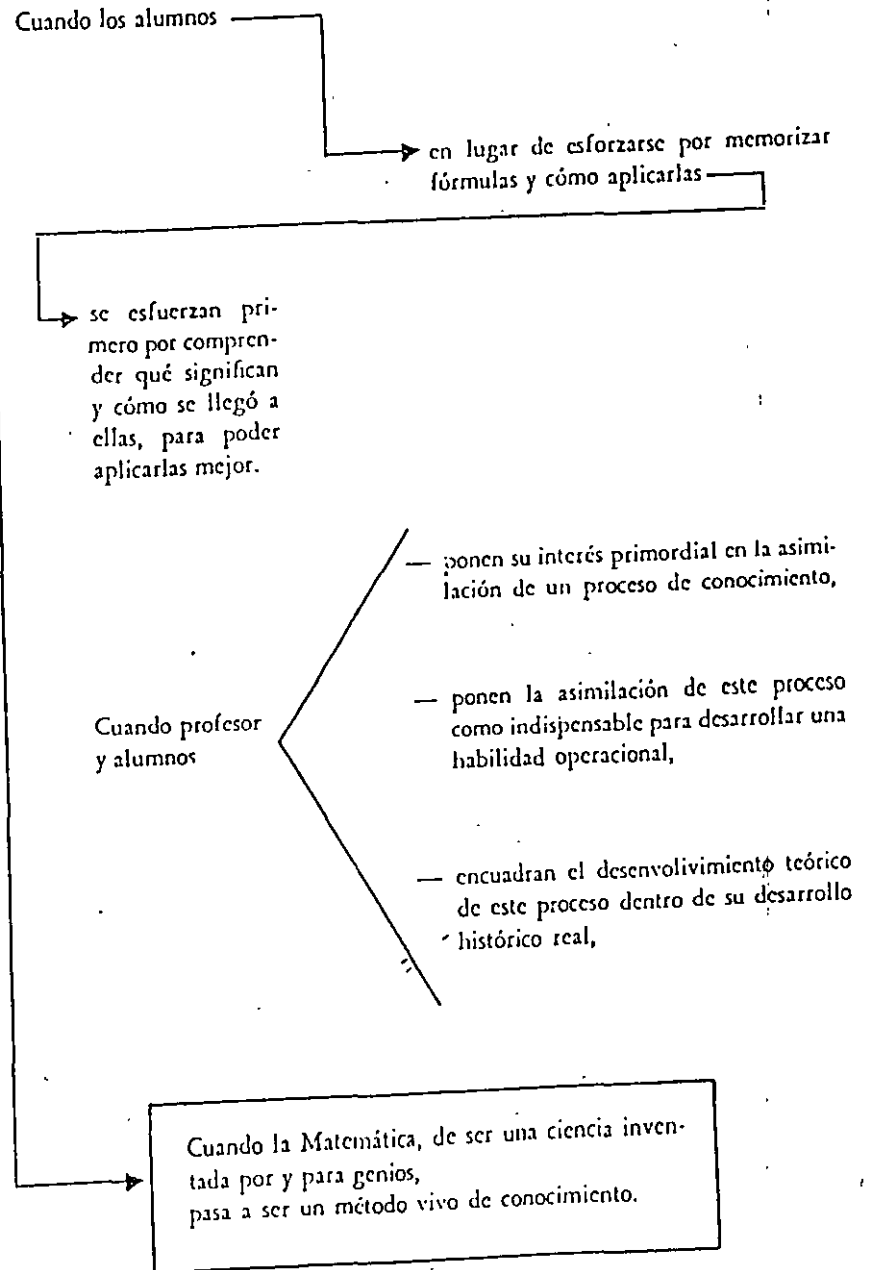 Cuando los alumnos
en lugar de esforzarse por memorizar
fórmulas y cómo aplicarlas
se esfuerzan pri-
mero por compren-
der qué significan
y cómo se llegó a
ellas, para poder
aplicarlas mejor.
Cuando profesor
y alumnos
— ponen su interés primordial en la asimi-
lación de un proceso de conocimiento,
— ponen la asimilación de este proceso
como indispensable para desarrollar una
habilidad operacional,
— encuadran el desenvolivimiento teórico
de este proceso dentro de su desarrollo
histórico real,
Cuando la Matemática, de ser una ciencia inven-
tada por y para genios,
pasa a ser un método vivo de conocimiento.